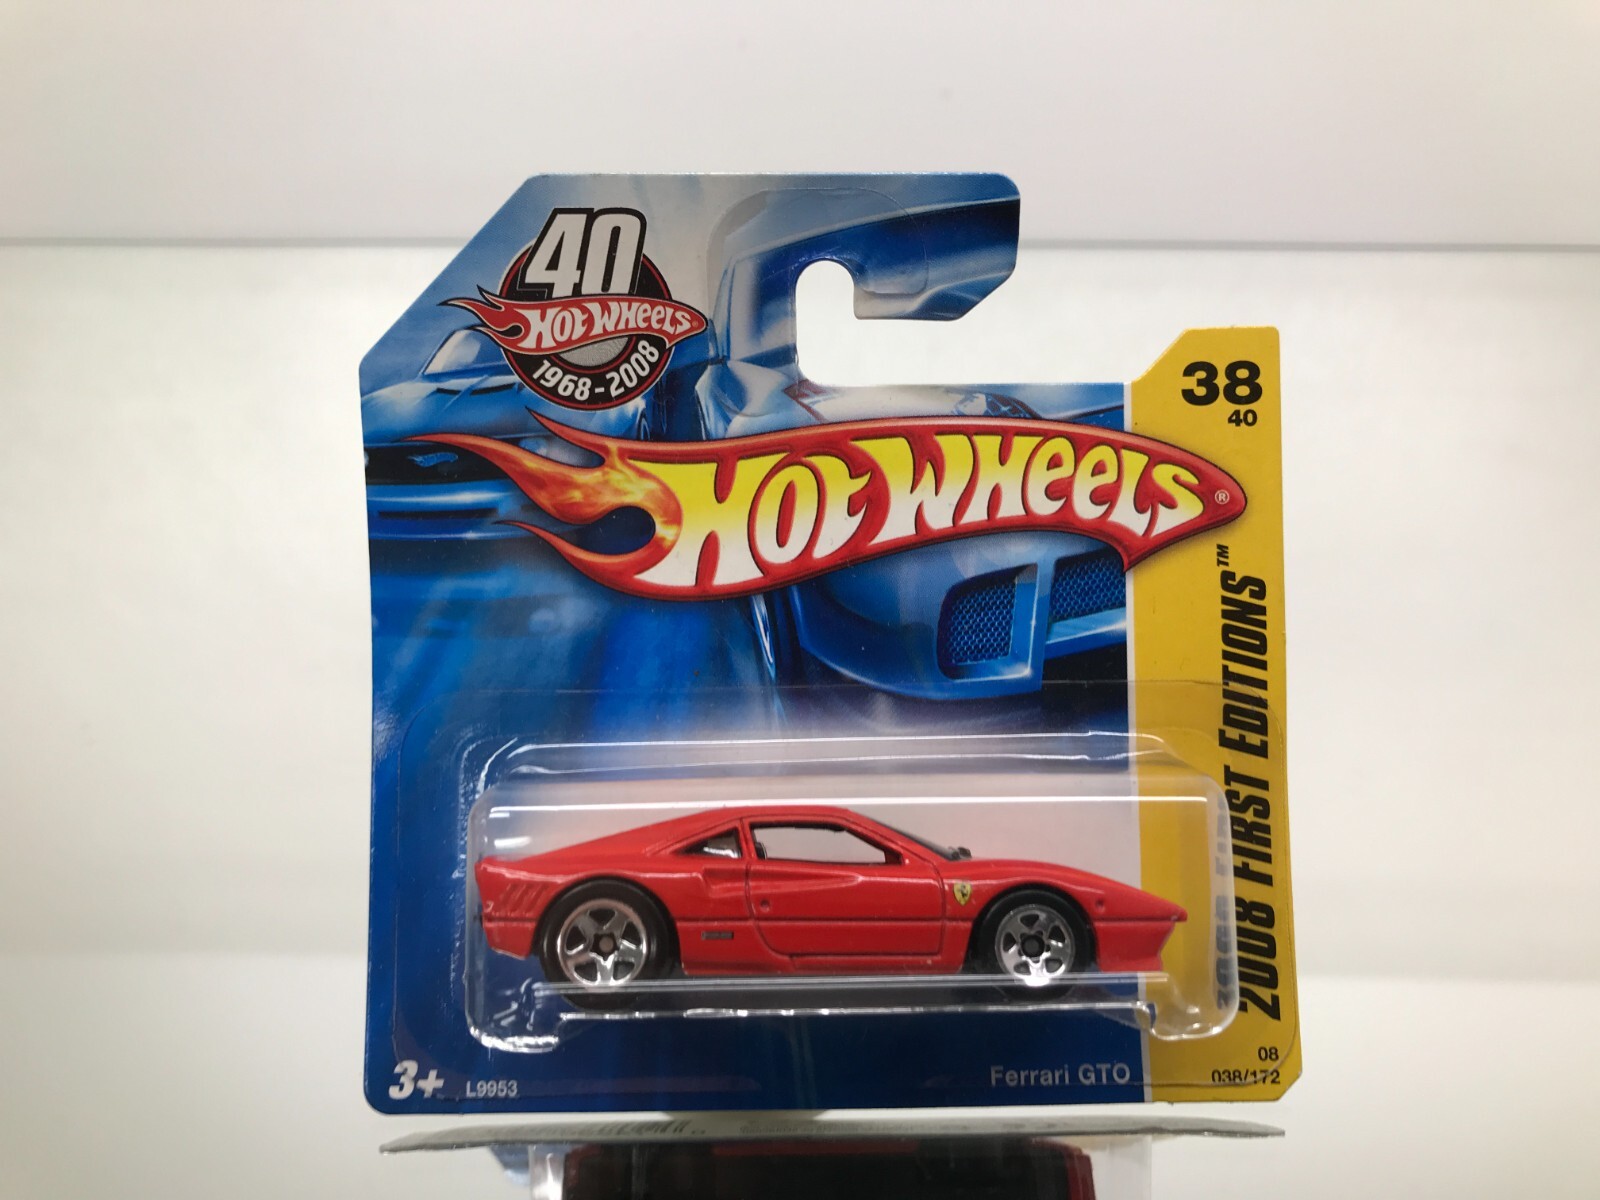 40
HOT WHEELS
1968-2008
38
40
HOT WHEELS®
2008 FIRST EDITIONS™
3+
L9953
Ferrari GTO
08
038/172